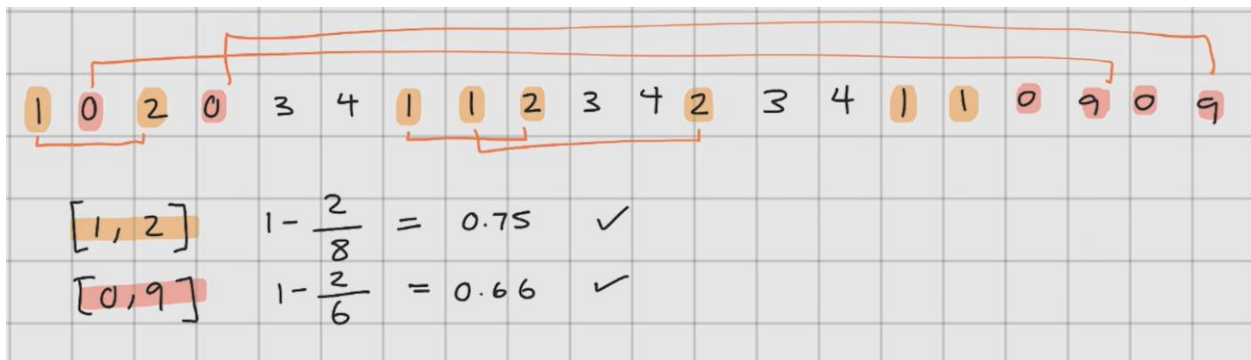 1 0 2 0 3 4 1 1 2 3 4 2 3 4 1 1 0 9 0 9
[1, 2] 1 - 2/8 = 0.75 ✓
[0, 9] 1 - 2/6 = 0.66 ✓